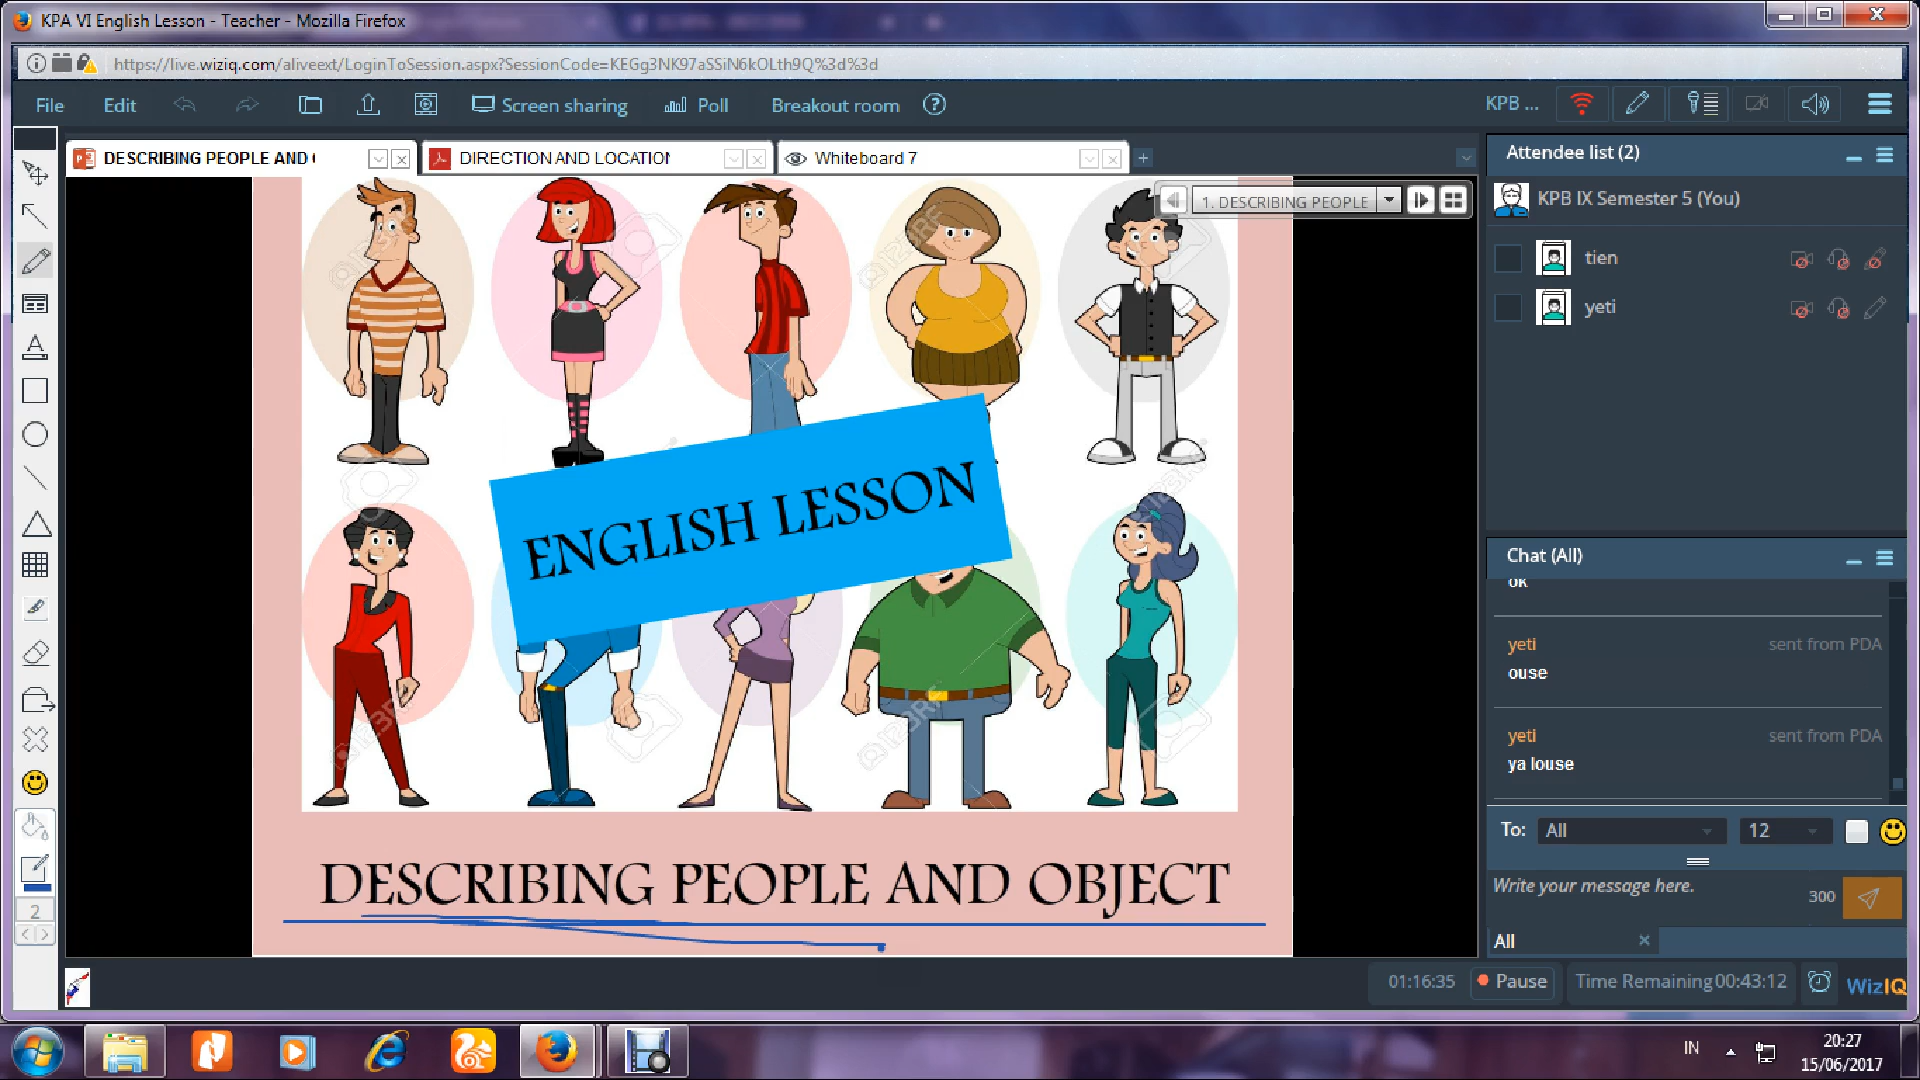 KPA VI English Lesson - Teacher - Mozilla Firefox
https://live.wiziq.com/aliveext/LoginToSession.aspx?SessionCode=KEGg3NK97aSSiN6kOLth9Q%3d%3d
File Edit Screen sharing Poll Breakout room KPB ...
DESCRIBING PEOPLE AND
DIRECTION AND LOCATION
Whiteboard 7
1. DESCRIBING PEOPLE
ENGLISH LESSON
DESCRIBING PEOPLE AND OBJECT
Attendee list (2)
KPB IX Semester 5 (You)
tien
yeti
Chat (All)
ok
yeti sent from PDA
ouse
yeti sent from PDA
ya louse
To: All 12
Write your message here. 300
All
2
01:16:35 Pause Time Remaining 00:43:12 WizIQ
IN
20:27
15/06/2017